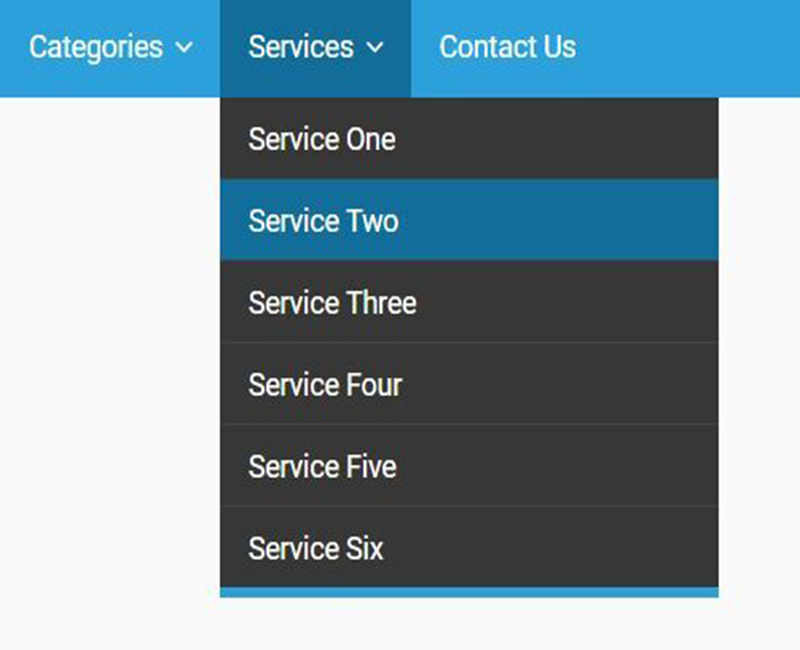 Categories Services Contact Us
Service One
Service Two
Service Three
Service Four
Service Five
Service Six